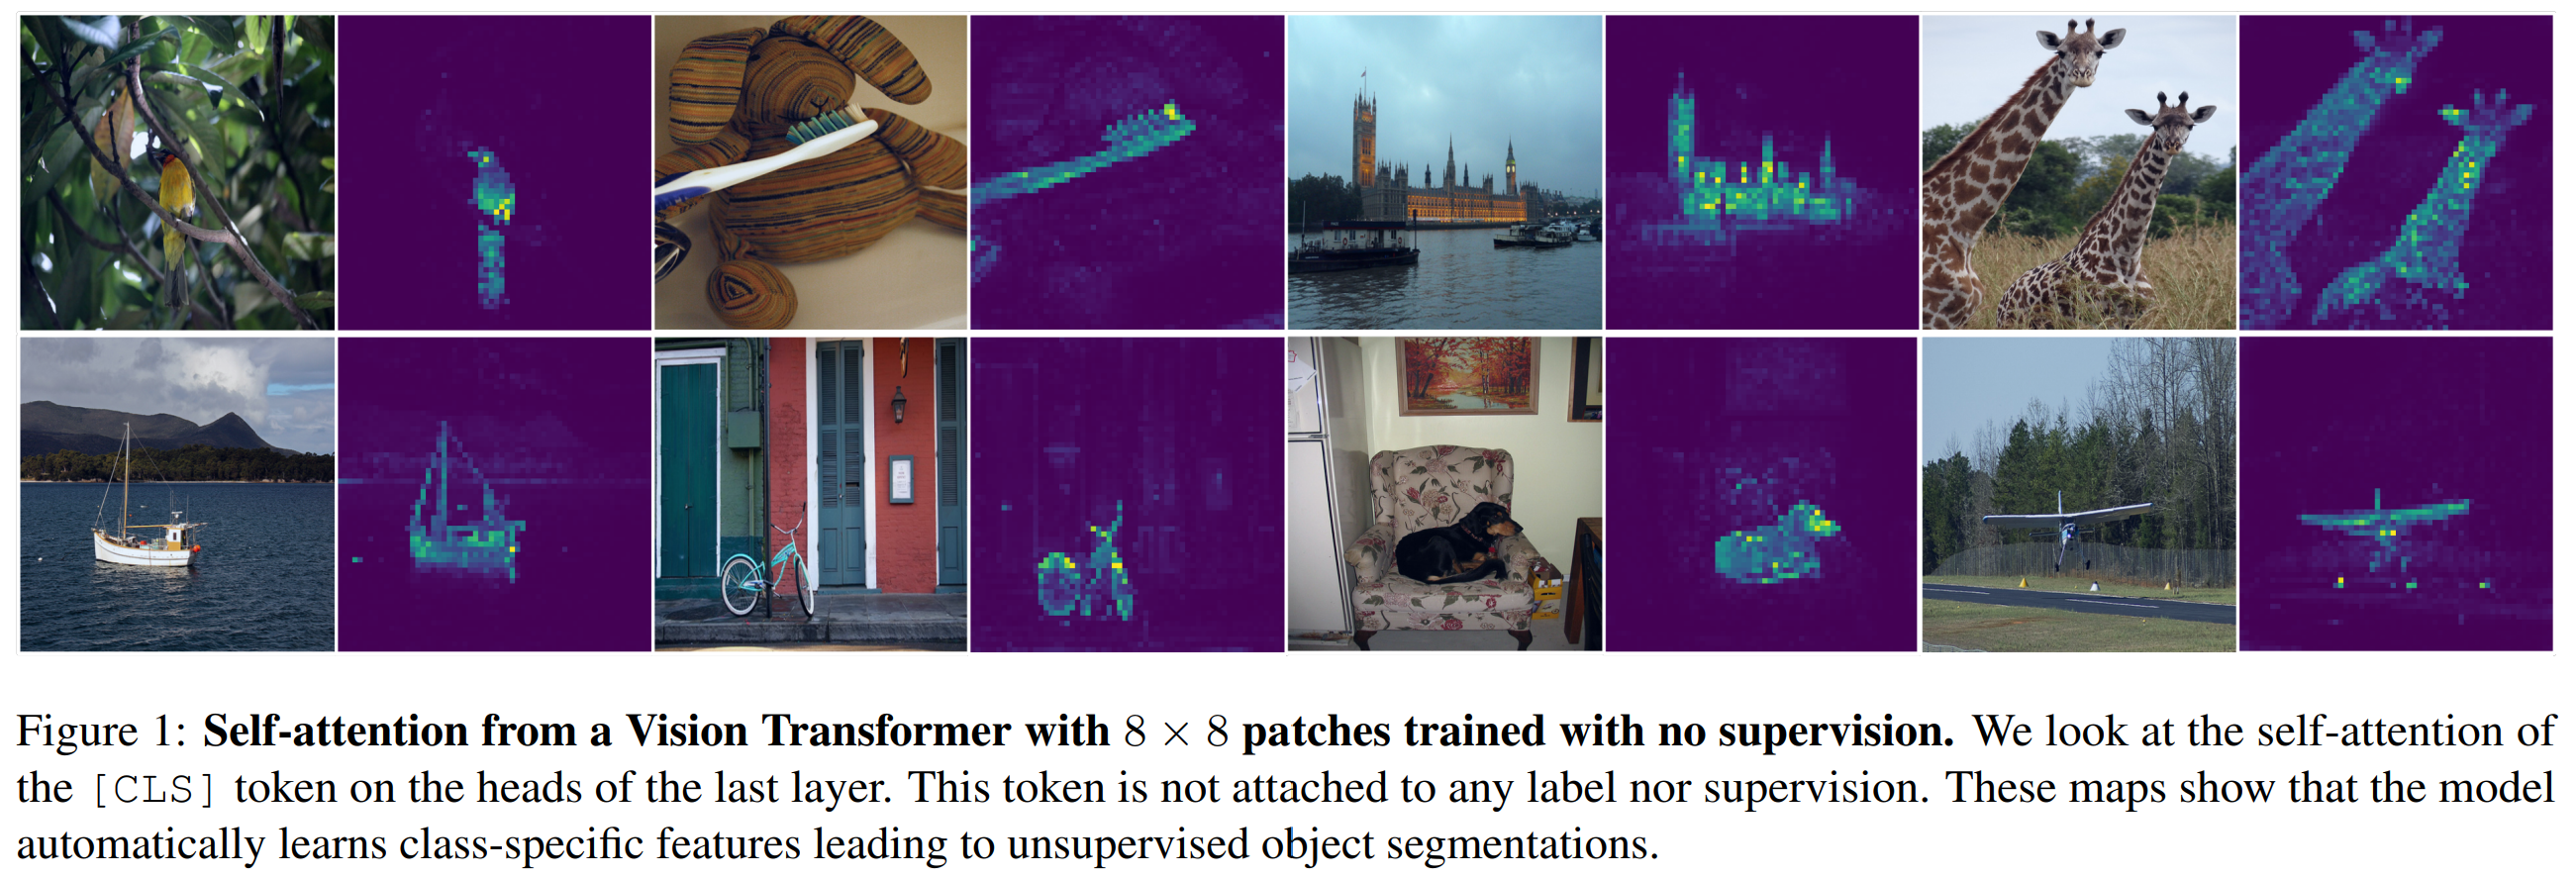 Figure 1: Self-attention from a Vision Transformer with 8 × 8 patches trained with no supervision. We look at the self-attention of
the [CLS] token on the heads of the last layer. This token is not attached to any label nor supervision. These maps show that the model
automatically learns class-specific features leading to unsupervised object segmentations.